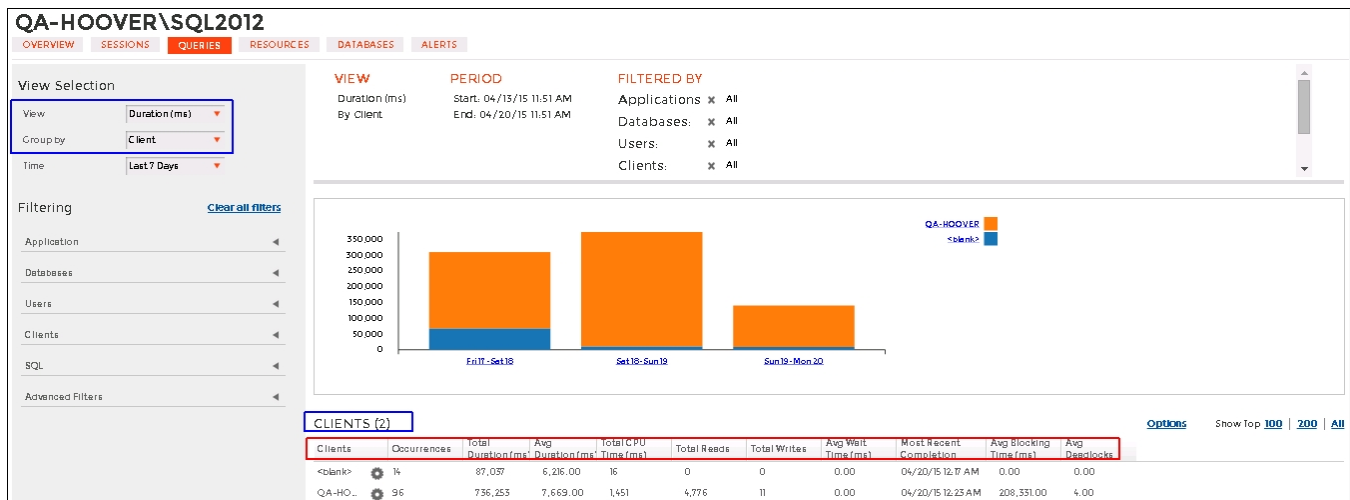 QA-HOOVER\SQL2012
OVERVIEW SESSIONS QUERIES RESOURCES DATABASES ALERTS
View Selection
View Duration (ms)
Group by Client
Time Last 7 Days
Filtering Clear all filters
Application
Databases
Users
Clients
SQL
Advanced Filters
VIEW PERIOD FILTERED BY
Duration (ms) Start: 04/13/15 11:51 AM Applications × All
By Client End: 04/20/15 11:51 AM Databases: × All
Users: × All
Clients: × All
QA-HOOVER
<blank>
350,000
300,000
250,000
200,000
150,000
100,000
50,000
0
Fri 17 - Sat 18 Sat 18 - Sun 19 Sun 19 - Mon 20
CLIENTS (2) Options Show Top 100 | 200 | All
Clients Occurrences Total Duration (ms) Avg Duration (ms) Total CPU Time (ms) Total Reads Total Writes Avg Wait Time (ms) Most Recent Completion Avg Blocking Time (ms) Avg Deadlocks
<blank> 14 87,037 6,216.00 16 0 0 0.00 04/20/15 12:17 AM 0.00 0.00
QA-HO... 96 736,253 7,669.00 1,451 4,776 11 0.00 04/20/15 12:23 AM 208,331.00 4.00